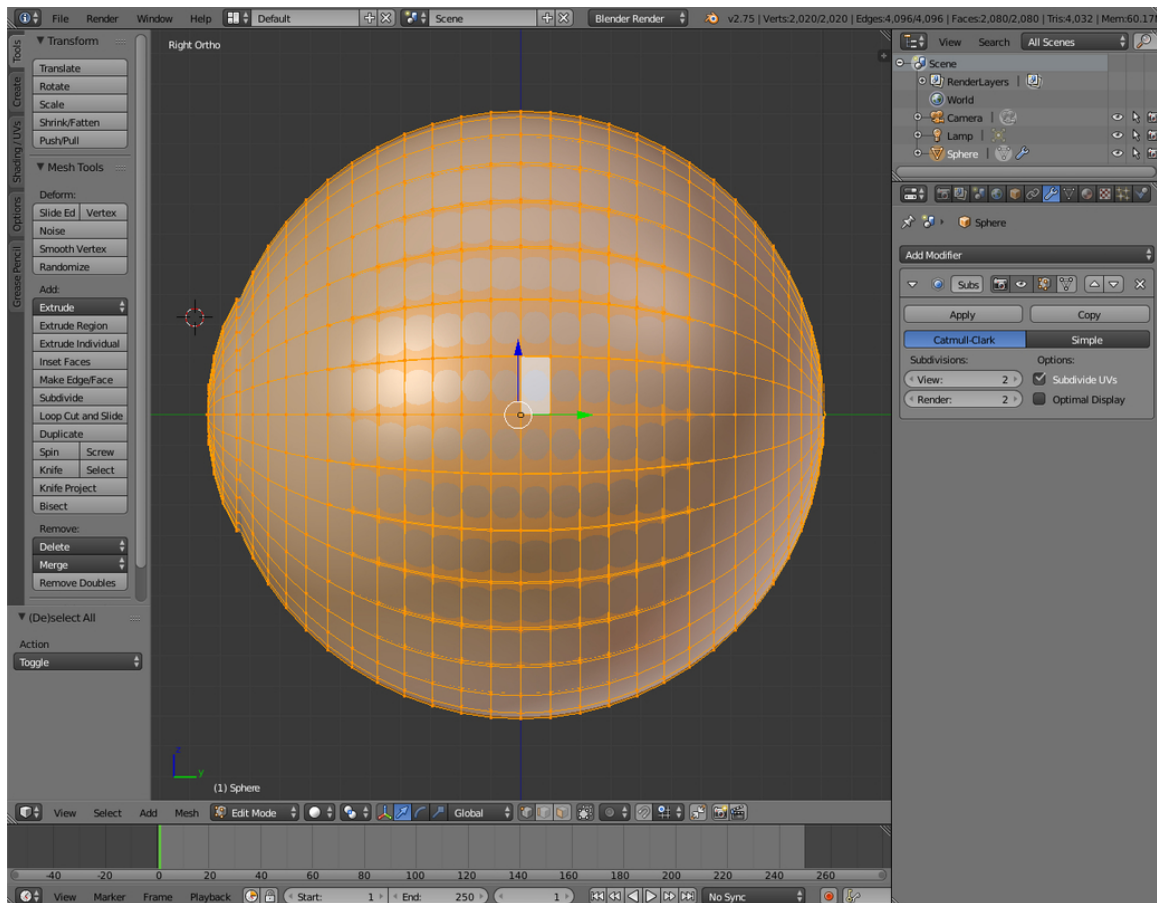 File Render Window Help Default Scene Blender Render v2.75 | Verts:2,020/2,020 | Edges:4,096/4,096 | Faces:2,080/2,080 | Tris:4,032 | Mem:60.17
Tools
Create
Shading / UVs
Options
Grease Pencil
Transform
Translate
Rotate
Scale
Shrink/Fatten
Push/Pull
Mesh Tools
Deform:
Slide Ed Vertex
Noise
Smooth Vertex
Randomize
Add:
Extrude
Extrude Region
Extrude Individual
Inset Faces
Make Edge/Face
Subdivide
Loop Cut and Slide
Duplicate
Spin Screw
Knife Select
Knife Project
Bisect
Remove:
Delete
Merge
Remove Doubles
(De)select All
Action
Toggle
Right Ortho
z
y
(1) Sphere
View Select Add Mesh Edit Mode Global
-40 -20 0 20 40 60 80 100 120 140 160 180 200 220 240 260
View Marker Frame Playback Start: 1 End: 250 1 No Sync
View Search All Scenes
Scene
RenderLayers |
World
Camera |
Lamp |
Sphere |
Sphere
Add Modifier
Subs
Apply Copy
Catmull-Clark Simple
Subdivisions: Options:
View: 2 Subdivide UVs
Render: 2 Optimal Display